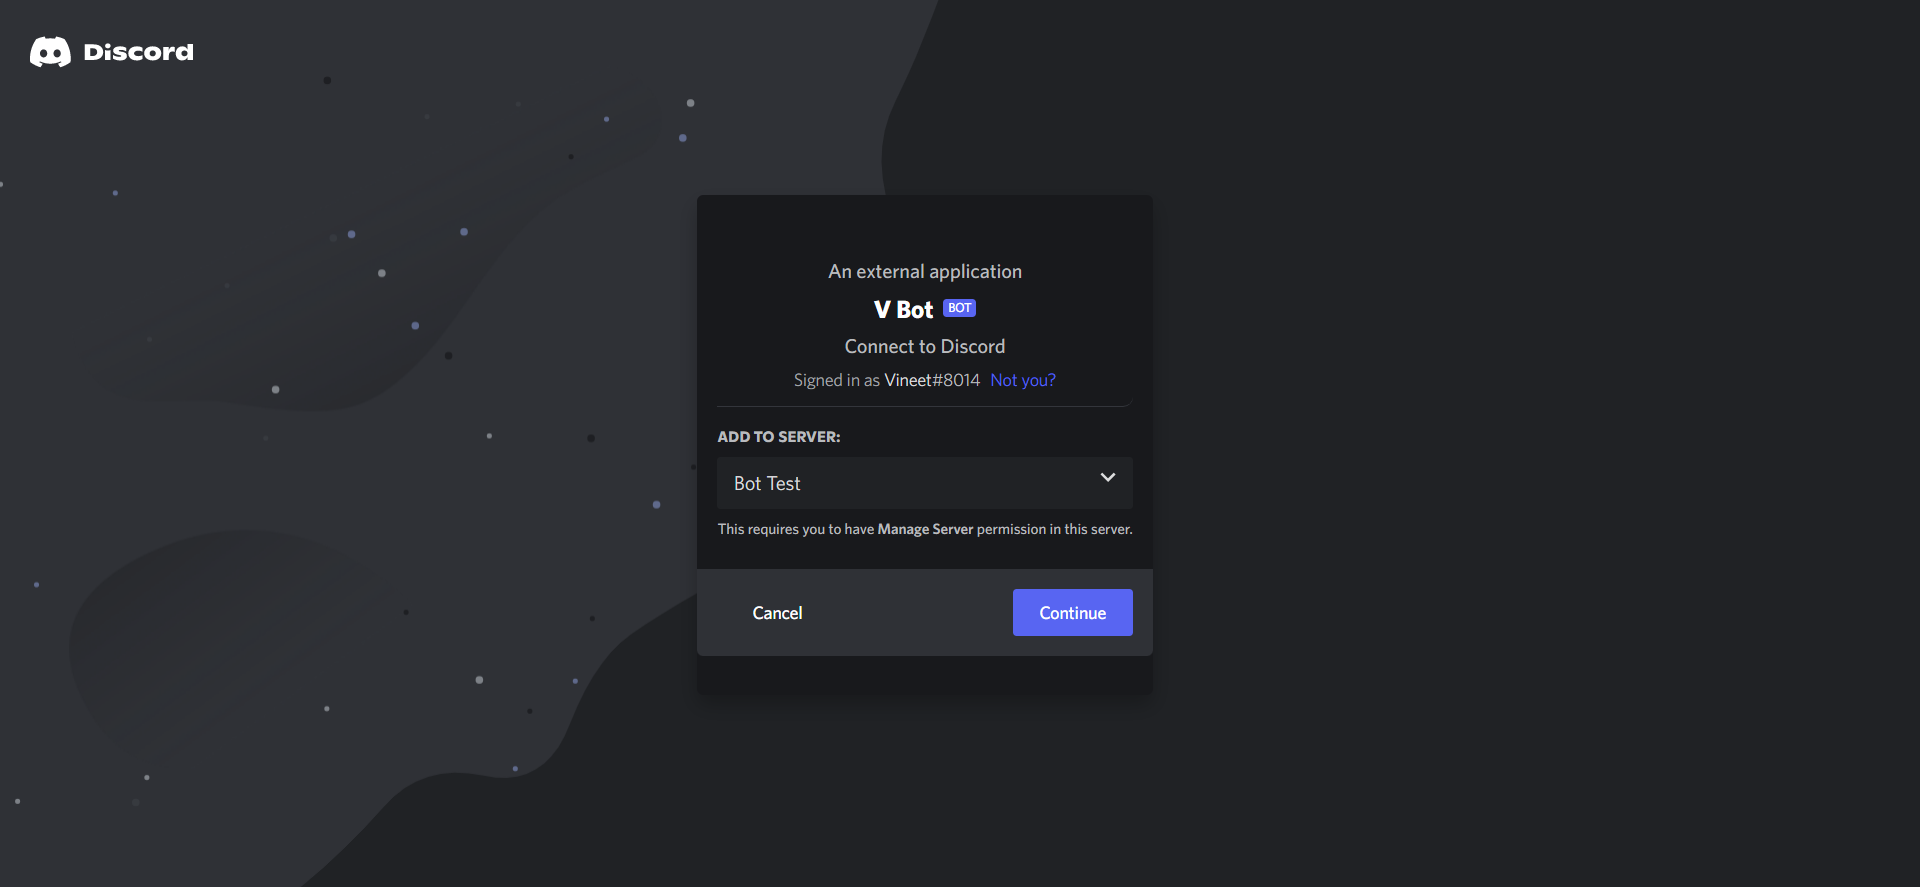 Discord
An external application
V Bot BOT
Connect to Discord
Signed in as Vineet#8014 Not you?
ADD TO SERVER:
Bot Test
This requires you to have Manage Server permission in this server.
Cancel Continue